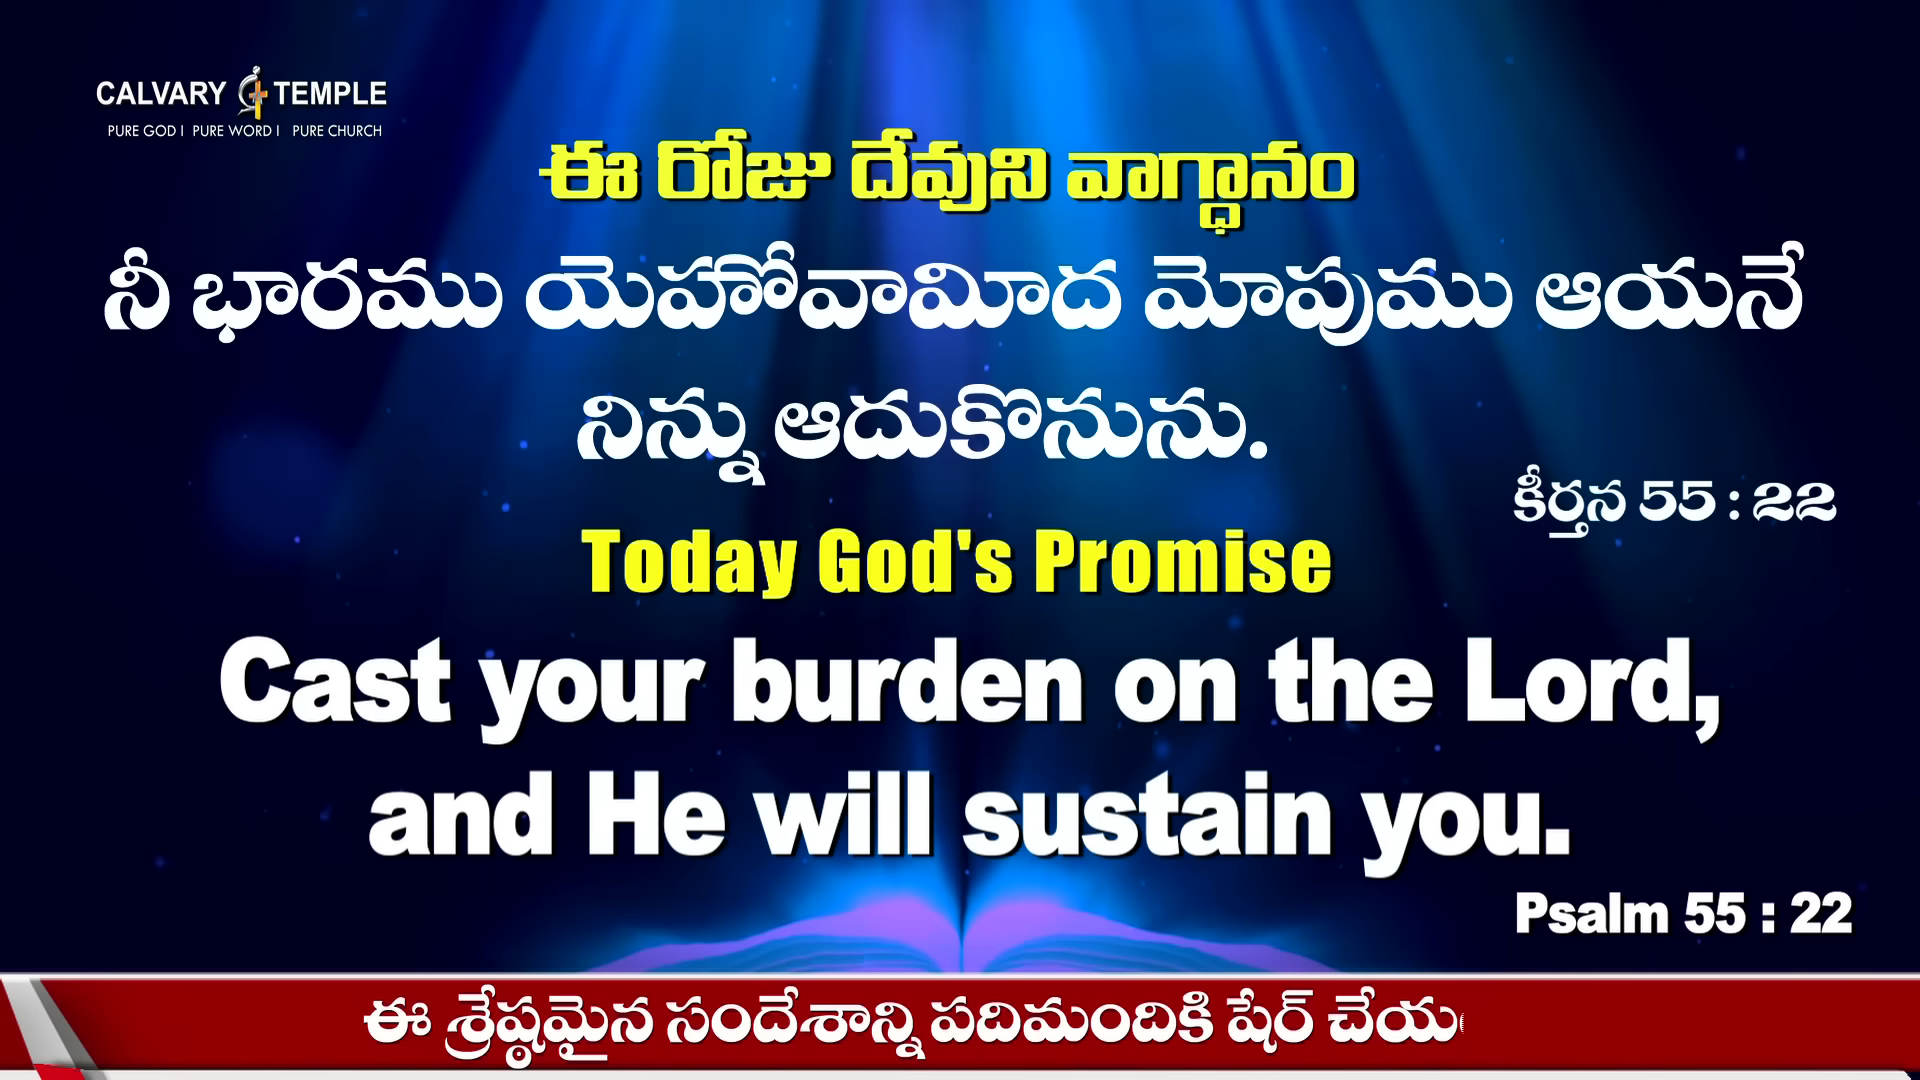 CALVARY TEMPLE
PURE GOD I PURE WORD I PURE CHURCH
ఈ రోజు దేవుని వాగ్ధానం
నీ భారము యెహోవామీద మోపుము ఆయనే
నిన్ను ఆదుకొనును.
కీర్తన 55 : 22
Today God's Promise
Cast your burden on the Lord,
and He will sustain you.
Psalm 55 : 22
ఈ శ్రేష్ఠమైన సందేశాన్ని పదిమందికి షేర్